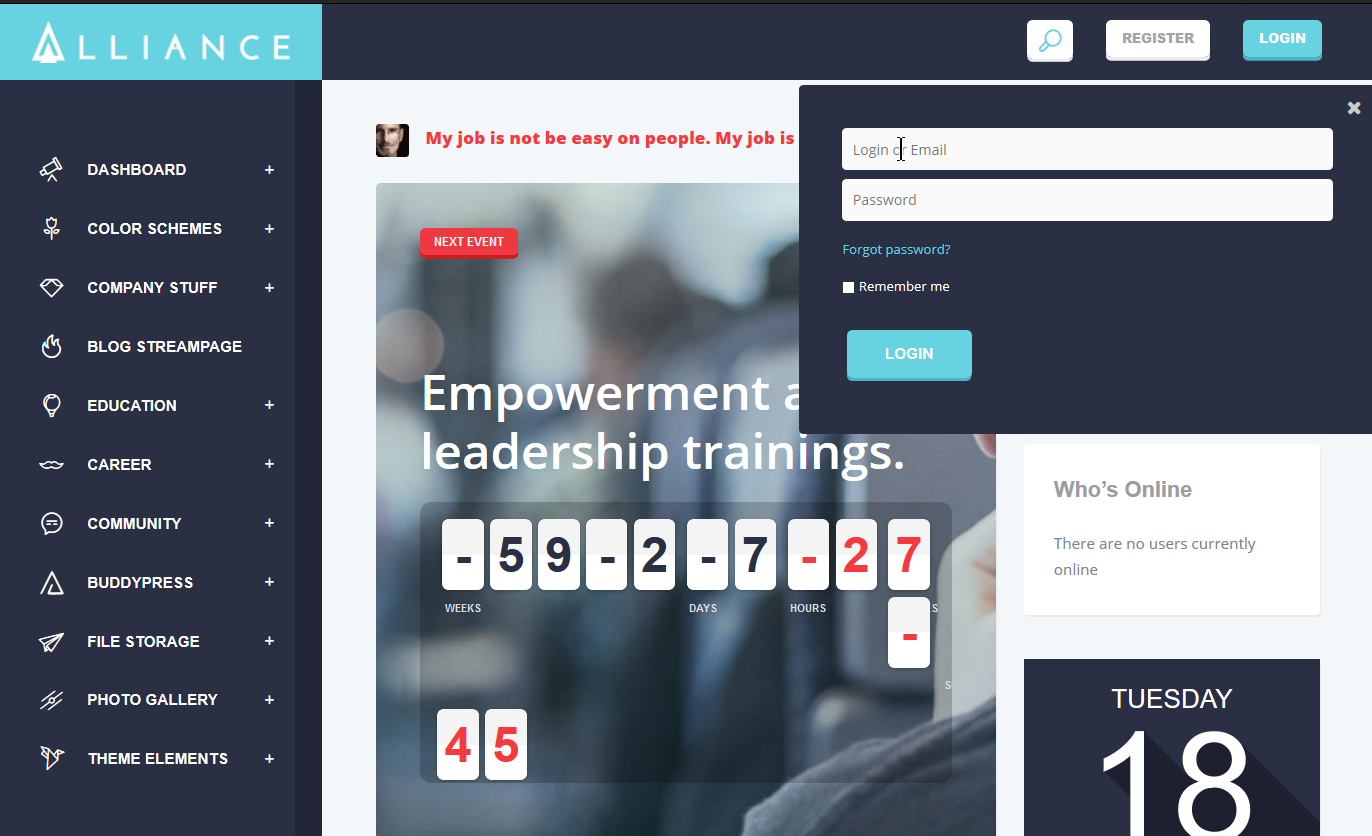 ALLIANCE
REGISTER
LOGIN
DASHBOARD +
COLOR SCHEMES +
COMPANY STUFF +
BLOG STREAMPAGE
EDUCATION +
CAREER +
COMMUNITY +
BUDDYPRESS +
FILE STORAGE +
PHOTO GALLERY +
THEME ELEMENTS +
My job is not be easy on people. My job is
Login or Email
Password
Forgot password?
Remember me
LOGIN
NEXT EVENT
Empowerment a
leadership trainings.
- 5 9 - 2 - 7 - 2 7
WEEKS DAYS HOURS S
-
S
4 5
Who's Online
There are no users currently
online
TUESDAY
18